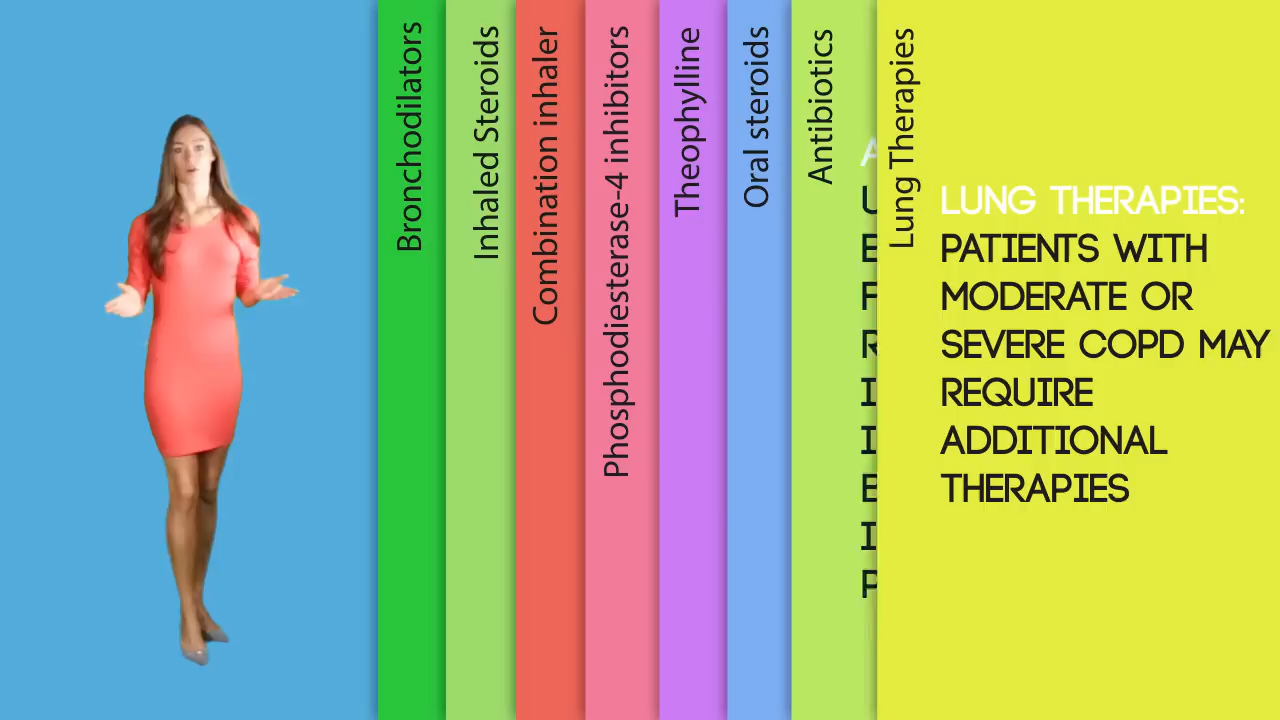 Bronchodilators
Inhaled Steroids
Combination inhaler
Phosphodiesterase-4 inhibitors
Theophylline
Oral steroids
Antibiotics
Lung Therapies
LUNG THERAPIES:
PATIENTS WITH
MODERATE OR
SEVERE COPD MAY
REQUIRE
ADDITIONAL
THERAPIES